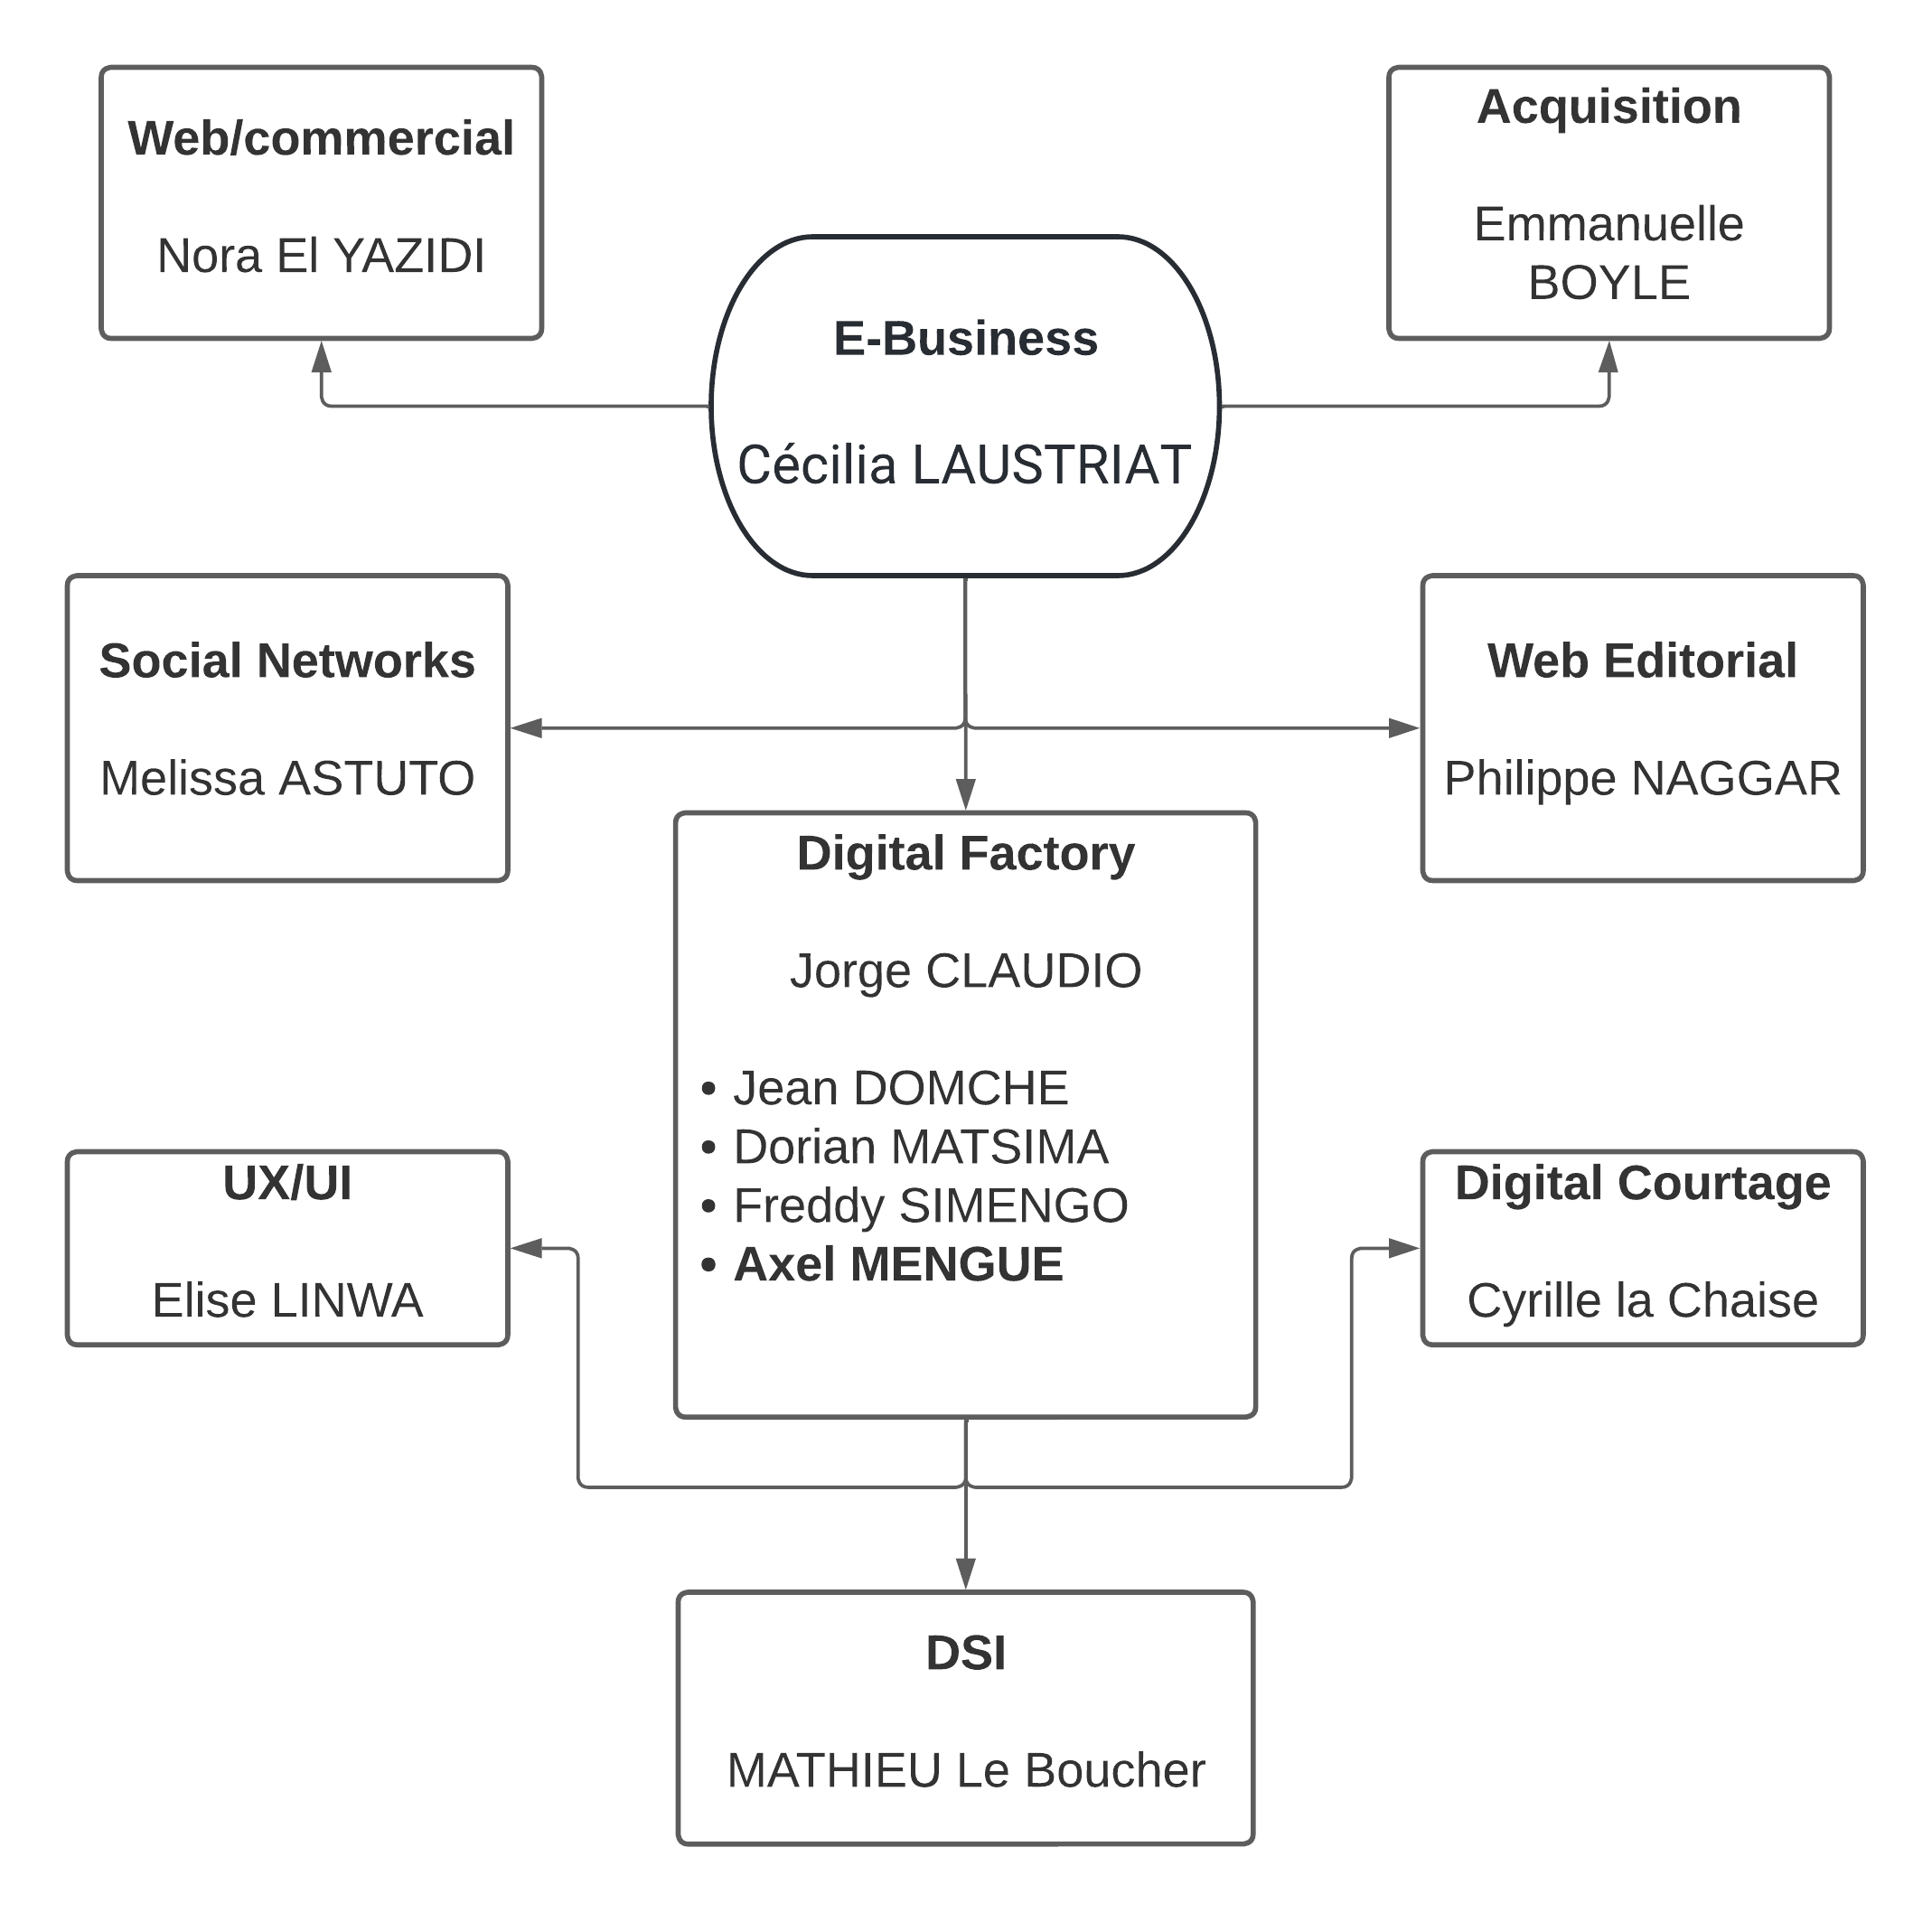 Web/commercial
Nora El YAZIDI
Acquisition
Emmanuelle
BOYLE
E-Business
Cécilia LAUSTRIAT
Social Networks
Melissa ASTUTO
Web Editorial
Philippe NAGGAR
Digital Factory
Jorge CLAUDIO
• Jean DOMCHE
• Dorian MATSIMA
• Freddy SIMENGO
• Axel MENGUE
UX/UI
Elise LINWA
Digital Courtage
Cyrille la Chaise
DSI
MATHIEU Le Boucher